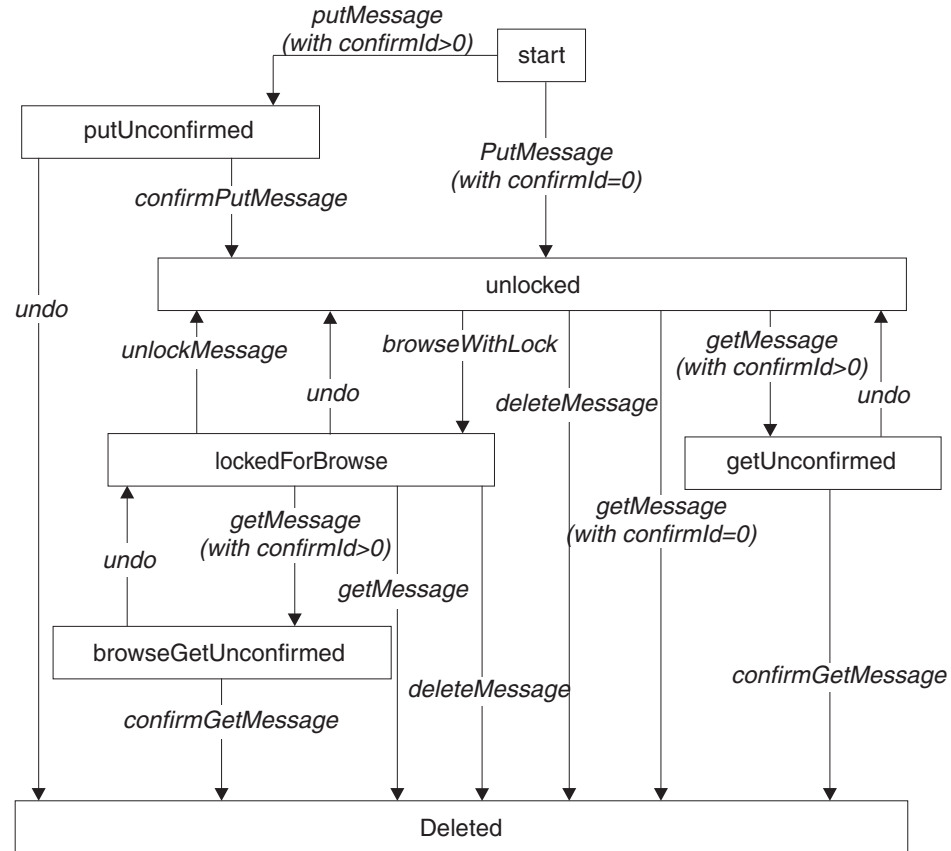 putMessage
(with confirmId>0)
start
putUnconfirmed
PutMessage
(with confirmId=0)
confirmPutMessage
unlocked
undo
unlockMessage
undo
browseWithLock
deleteMessage
getMessage
(with confirmId>0)
undo
lockedForBrowse
getUnconfirmed
undo
getMessage
(with confirmId>0)
getMessage
getMessage
(with confirmId=0)
browseGetUnconfirmed
confirmGetMessage
deleteMessage
confirmGetMessage
Deleted